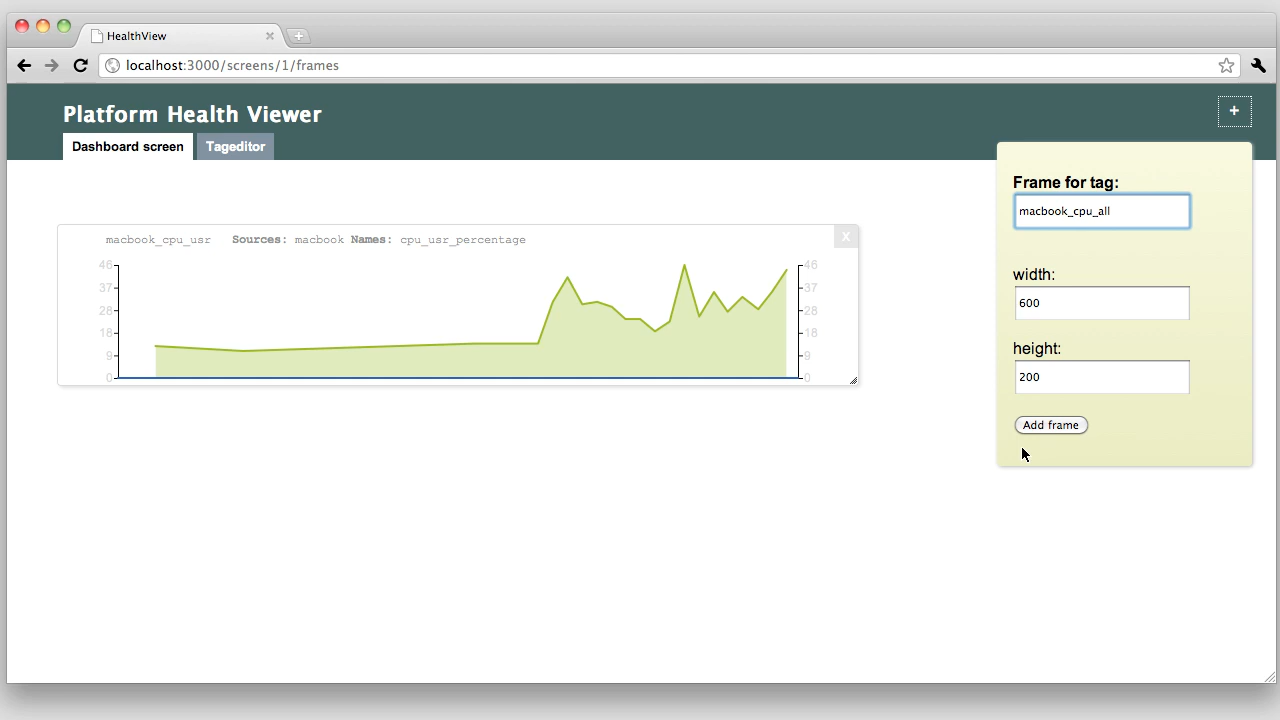 HealthView
localhost:3000/screens/1/frames
Platform Health Viewer
+
Dashboard screen
Tageditor
Frame for tag:
macbook_cpu_all
width:
600
height:
200
Add frame
macbook_cpu_usr Sources: macbook Names: cpu_usr_percentage
X
46 46
37 37
28 28
18 18
9 9
0 0